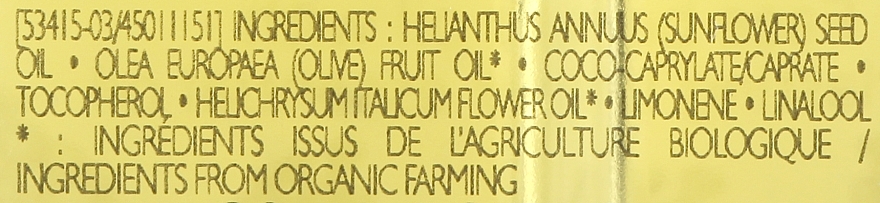 [53415-03/45011151] INGREDIENTS : HELIANTHUS ANNUUS (SUNFLOWER) SEED
OIL • OLEA EUROPAEA (OLIVE) FRUIT OIL* • COCO-CAPRYLATE/CAPRATE •
TOCOPHEROL • HELICHRYSUM ITALICUM FLOWER OIL* • LIMONENE • LINALOOL
* : INGRÉDIENTS ISSUS DE L'AGRICULTURE BIOLOGIQUE /
INGREDIENTS FROM ORGANIC FARMING